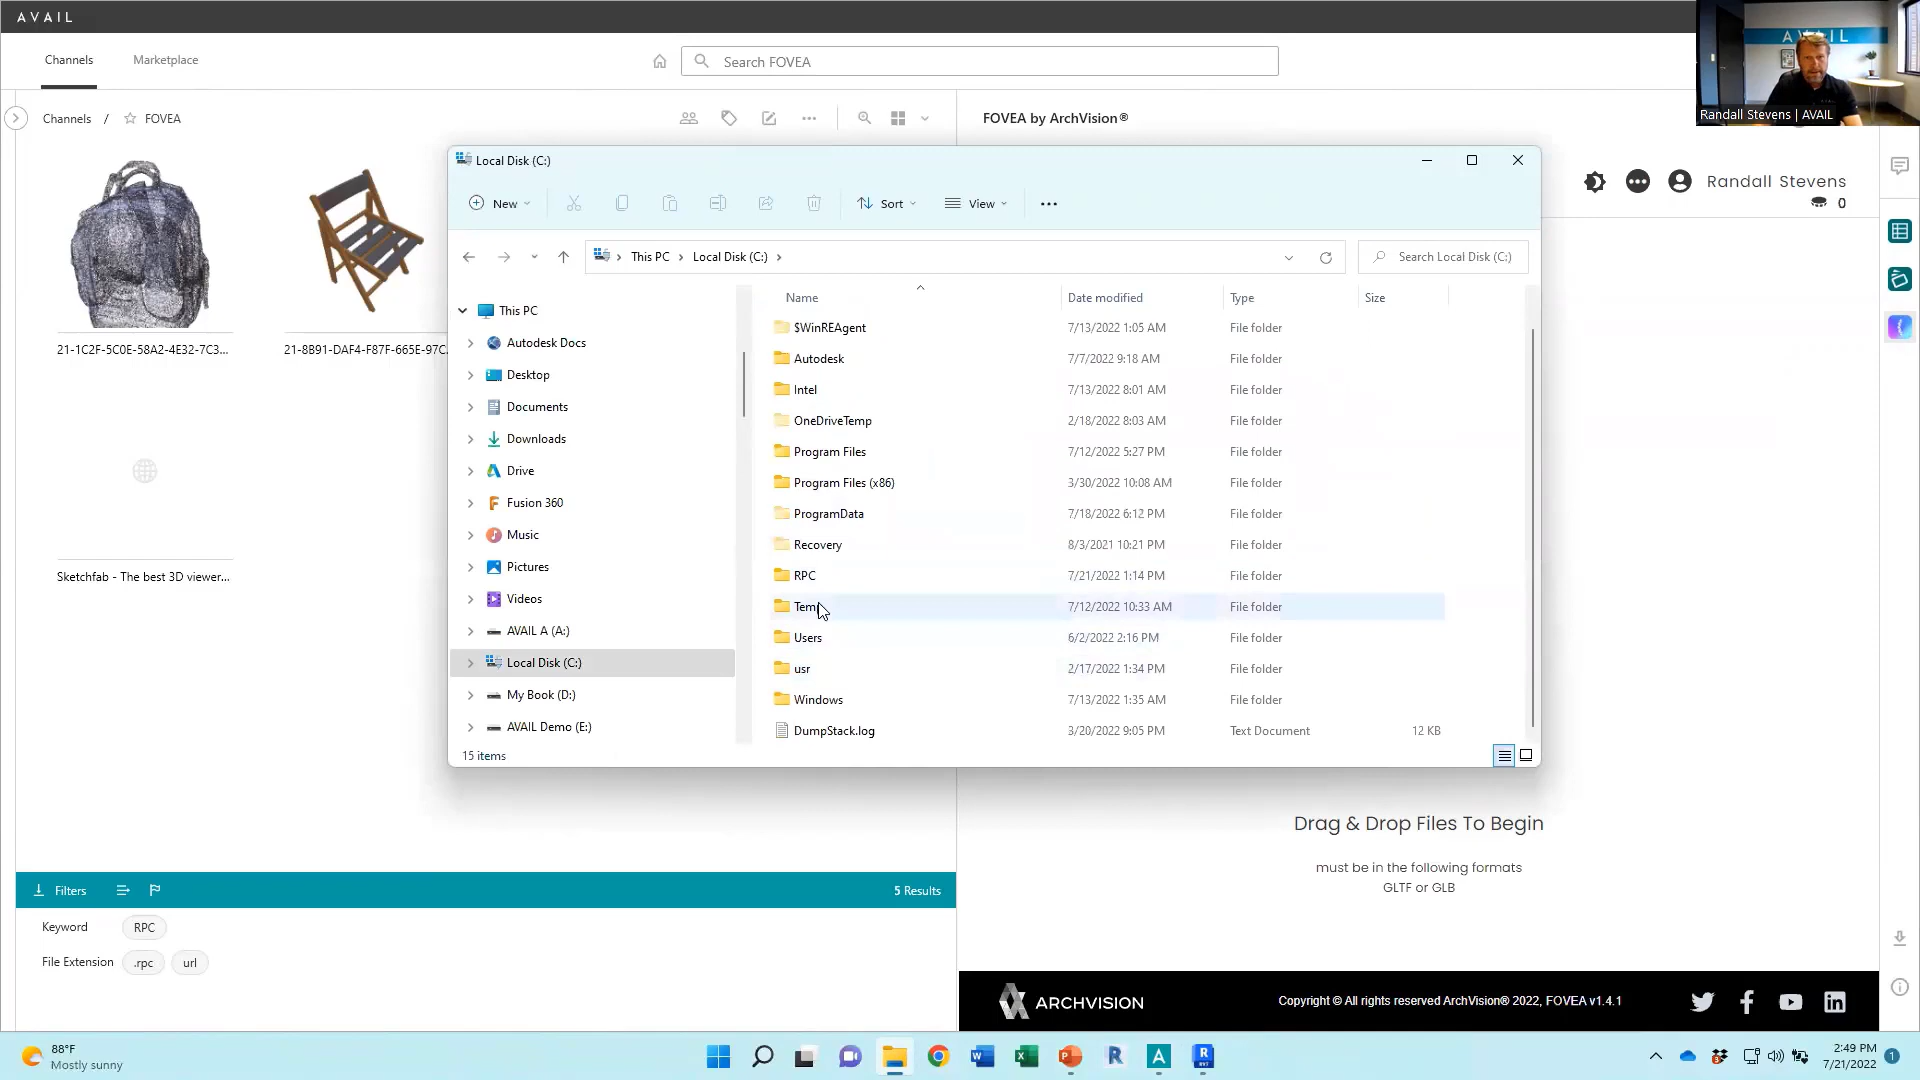 AVAIL
Channels
Marketplace
Search FOVEA
AVAIL
Randall Stevens | AVAIL
Channels / FOVEA
FOVEA by ArchVision®
Randall Stevens
0
21-1C2F-5C0E-58A2-4E32-7C3...
21-8B91-DAF4-F87F-665E-97C
Sketchfab - The best 3D viewer...
Local Disk (C:)
New
Sort
View
This PC
Local Disk (C:)
Search Local Disk (C:)
This PC
Autodesk Docs
Desktop
Documents
Downloads
Drive
Fusion 360
Music
Pictures
Videos
AVAIL A (A:)
Local Disk (C:)
My Book (D:)
AVAIL Demo (E:)
Name Date modified Type Size
$WinREAgent 7/13/2022 1:05 AM File folder
Autodesk 7/7/2022 9:18 AM File folder
Intel 7/13/2022 8:01 AM File folder
OneDriveTemp 2/18/2022 8:03 AM File folder
Program Files 7/12/2022 5:27 PM File folder
Program Files (x86) 3/30/2022 10:08 AM File folder
ProgramData 7/18/2022 6:12 PM File folder
Recovery 8/3/2021 10:21 PM File folder
RPC 7/21/2022 1:14 PM File folder
Temp 7/12/2022 10:33 AM File folder
Users 6/2/2022 2:16 PM File folder
usr 2/17/2022 1:34 PM File folder
Windows 7/13/2022 1:35 AM File folder
DumpStack.log 3/20/2022 9:05 PM Text Document 12 KB
15 items
Drag & Drop Files To Begin
must be in the following formats
GLTF or GLB
Filters
5 Results
Keyword RPC
File Extension .rpc url
ARCHVISION
Copyright © All rights reserved ArchVision® 2022, FOVEA v1.4.1
88°F
Mostly sunny
2:49 PM
7/21/2022
1